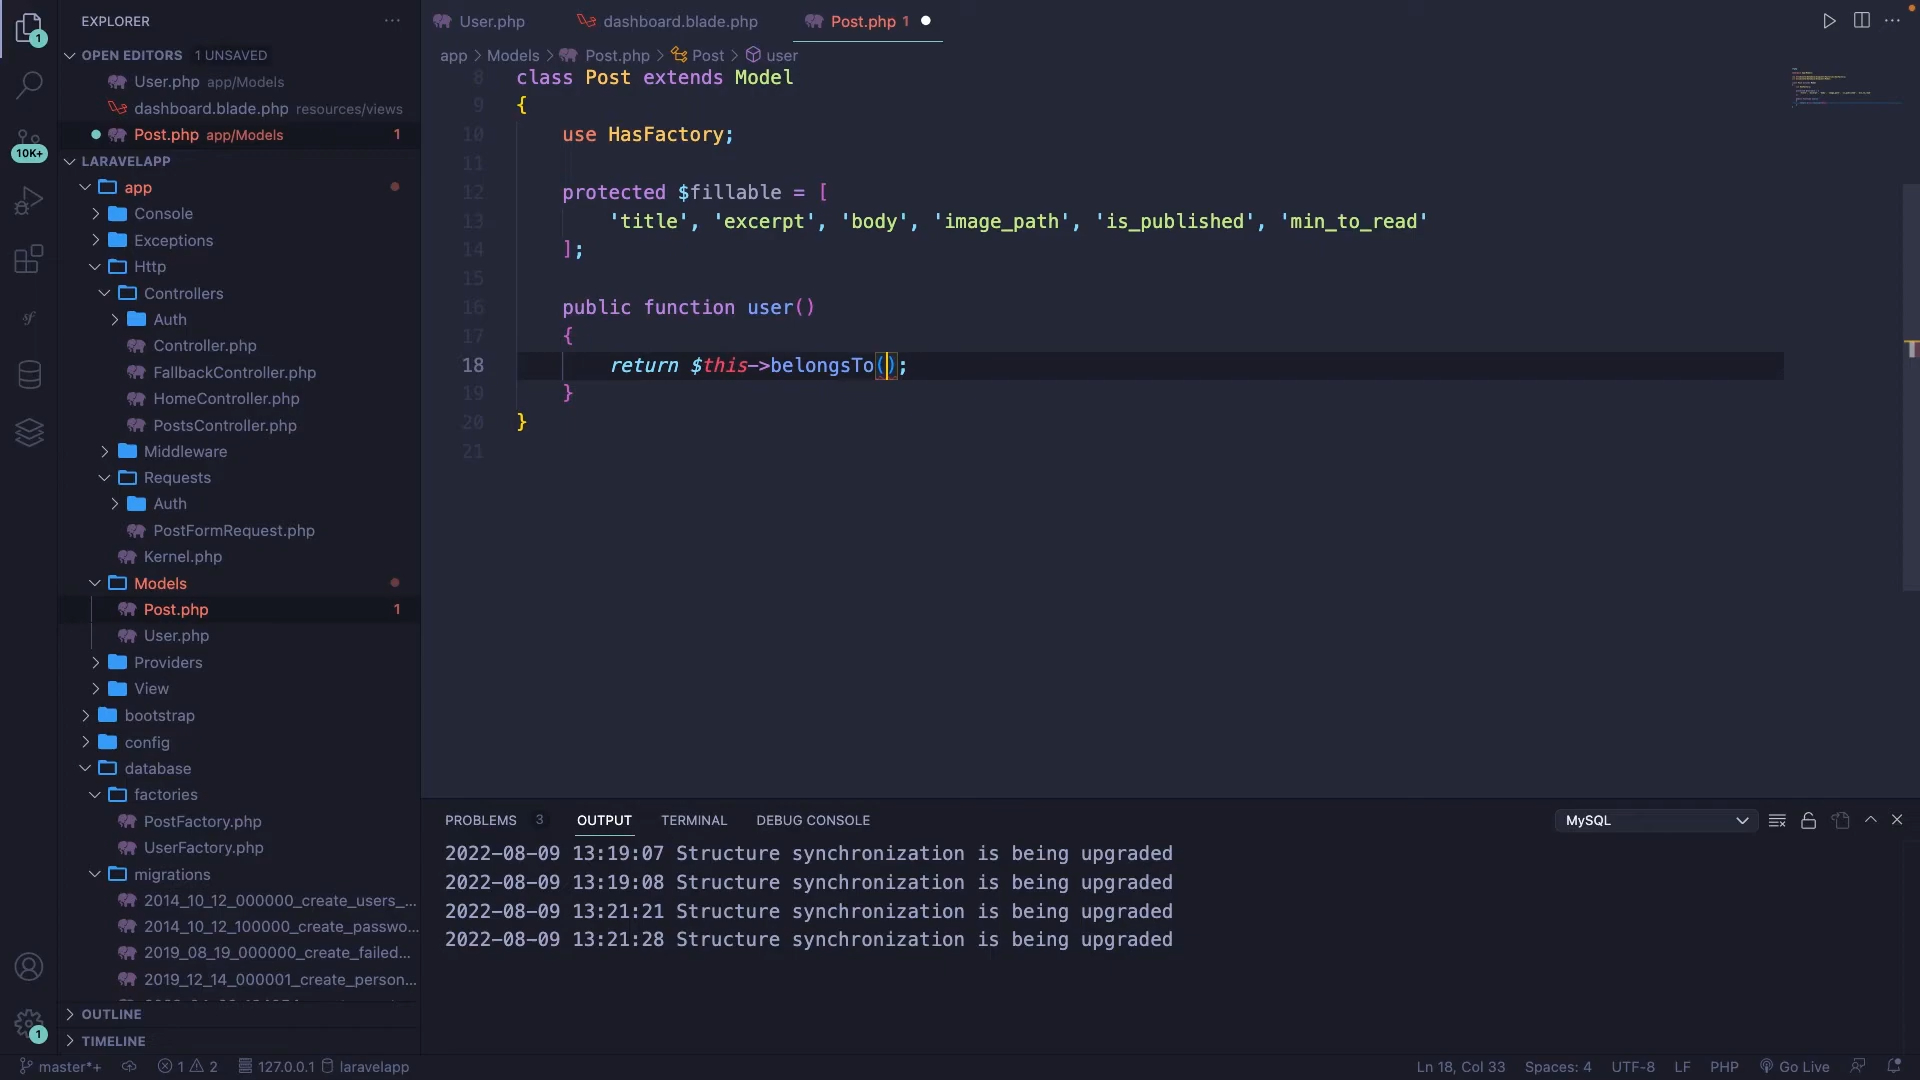 EXPLORER
OPEN EDITORS 1 UNSAVED
User.php app/Models
dashboard.blade.php resources/views
Post.php app/Models 1
LARAVELAPP
app
Console
Exceptions
Http
Controllers
Auth
Controller.php
FallbackController.php
HomeController.php
PostsController.php
Middleware
Requests
Auth
PostFormRequest.php
Kernel.php
Models
Post.php 1
User.php
Providers
View
bootstrap
config
database
factories
PostFactory.php
UserFactory.php
migrations
2014_10_12_000000_create_users_...
2014_10_12_100000_create_passwo...
2019_08_19_000000_create_failed...
2019_12_14_000001_create_person...
OUTLINE
TIMELINE
1
10K+
1
User.php dashboard.blade.php Post.php 1
app > Models > Post.php > Post > user
8 class Post extends Model
9 {
10 use HasFactory;
11
12 protected $fillable = [
13 'title', 'excerpt', 'body', 'image_path', 'is_published', 'min_to_read'
14 ];
15
16 public function user()
17 {
18 return $this->belongsTo();
19 }
20 }
21
PROBLEMS 3 OUTPUT TERMINAL DEBUG CONSOLE MySQL
2022-08-09 13:19:07 Structure synchronization is being upgraded
2022-08-09 13:19:08 Structure synchronization is being upgraded
2022-08-09 13:21:21 Structure synchronization is being upgraded
2022-08-09 13:21:28 Structure synchronization is being upgraded
master*+ 1 2 127.0.0.1 laravelapp Ln 18, Col 33 Spaces: 4 UTF-8 LF PHP Go Live